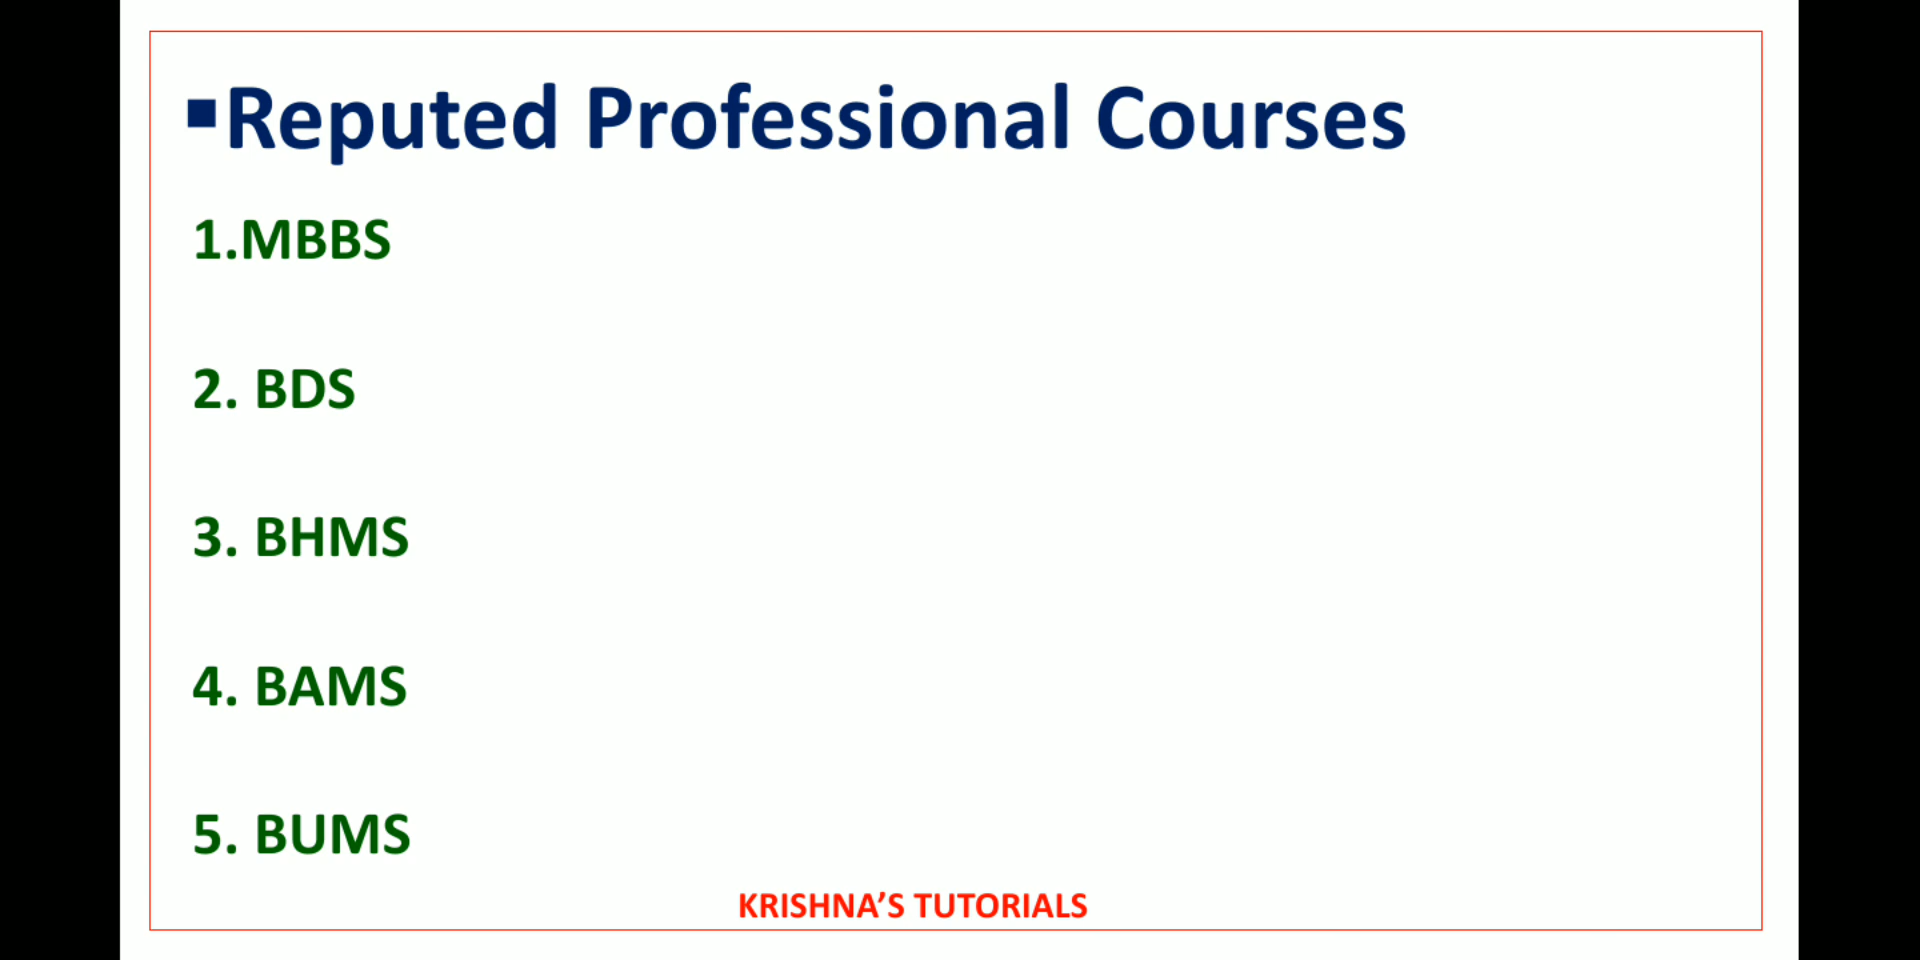 ▪Reputed Professional Courses
1.MBBS
2. BDS
3. BHMS
4. BAMS
5. BUMS
KRISHNA’S TUTORIALS